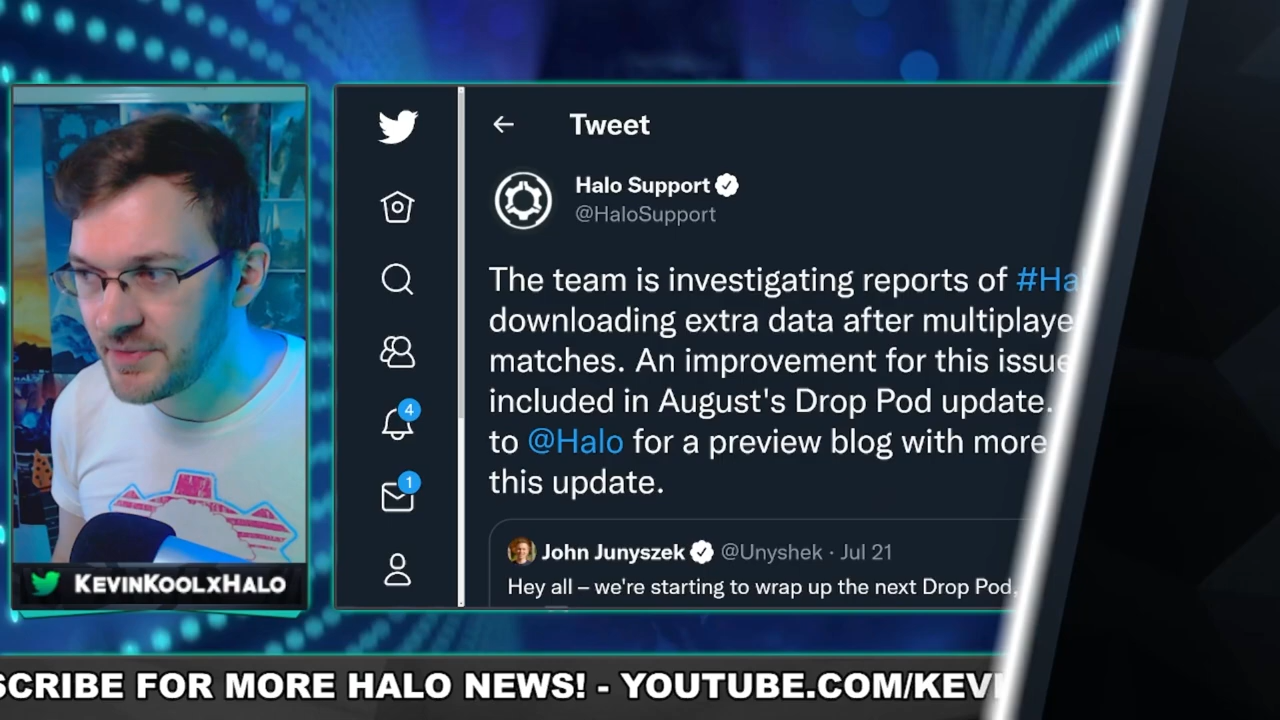 Tweet
Halo Support
@HaloSupport
The team is investigating reports of #Ha
downloading extra data after multiplaye
matches. An improvement for this issue
included in August's Drop Pod update.
to @Halo for a preview blog with more
this update.
4
1
John Junyszek @Unyshek · Jul 21
Hey all – we're starting to wrap up the next Drop Pod,
KEVINKOOLXHALO
SCRIBE FOR MORE HALO NEWS! - YOUTUBE.COM/KEVI